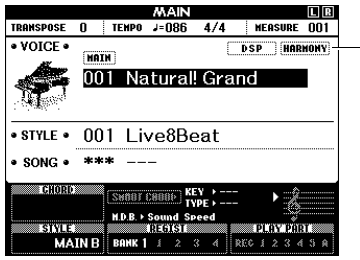 MAIN L R
TRANSPOSE 0 TEMPO ♩=086 4/4 MEASURE 001
• VOICE • DSP HARMONY
MAIN
001 Natural! Grand
• STYLE • 001 Live8Beat
• SONG • *** ---
CHORD SMART CHORD KEY ▸ ---
TYPE ▸ ---
M.D.B. ▸ Sound Speed
STYLE REGIST PLAY PART
MAIN B BANK 1 1 2 3 4 REC 1 2 3 4 5 A